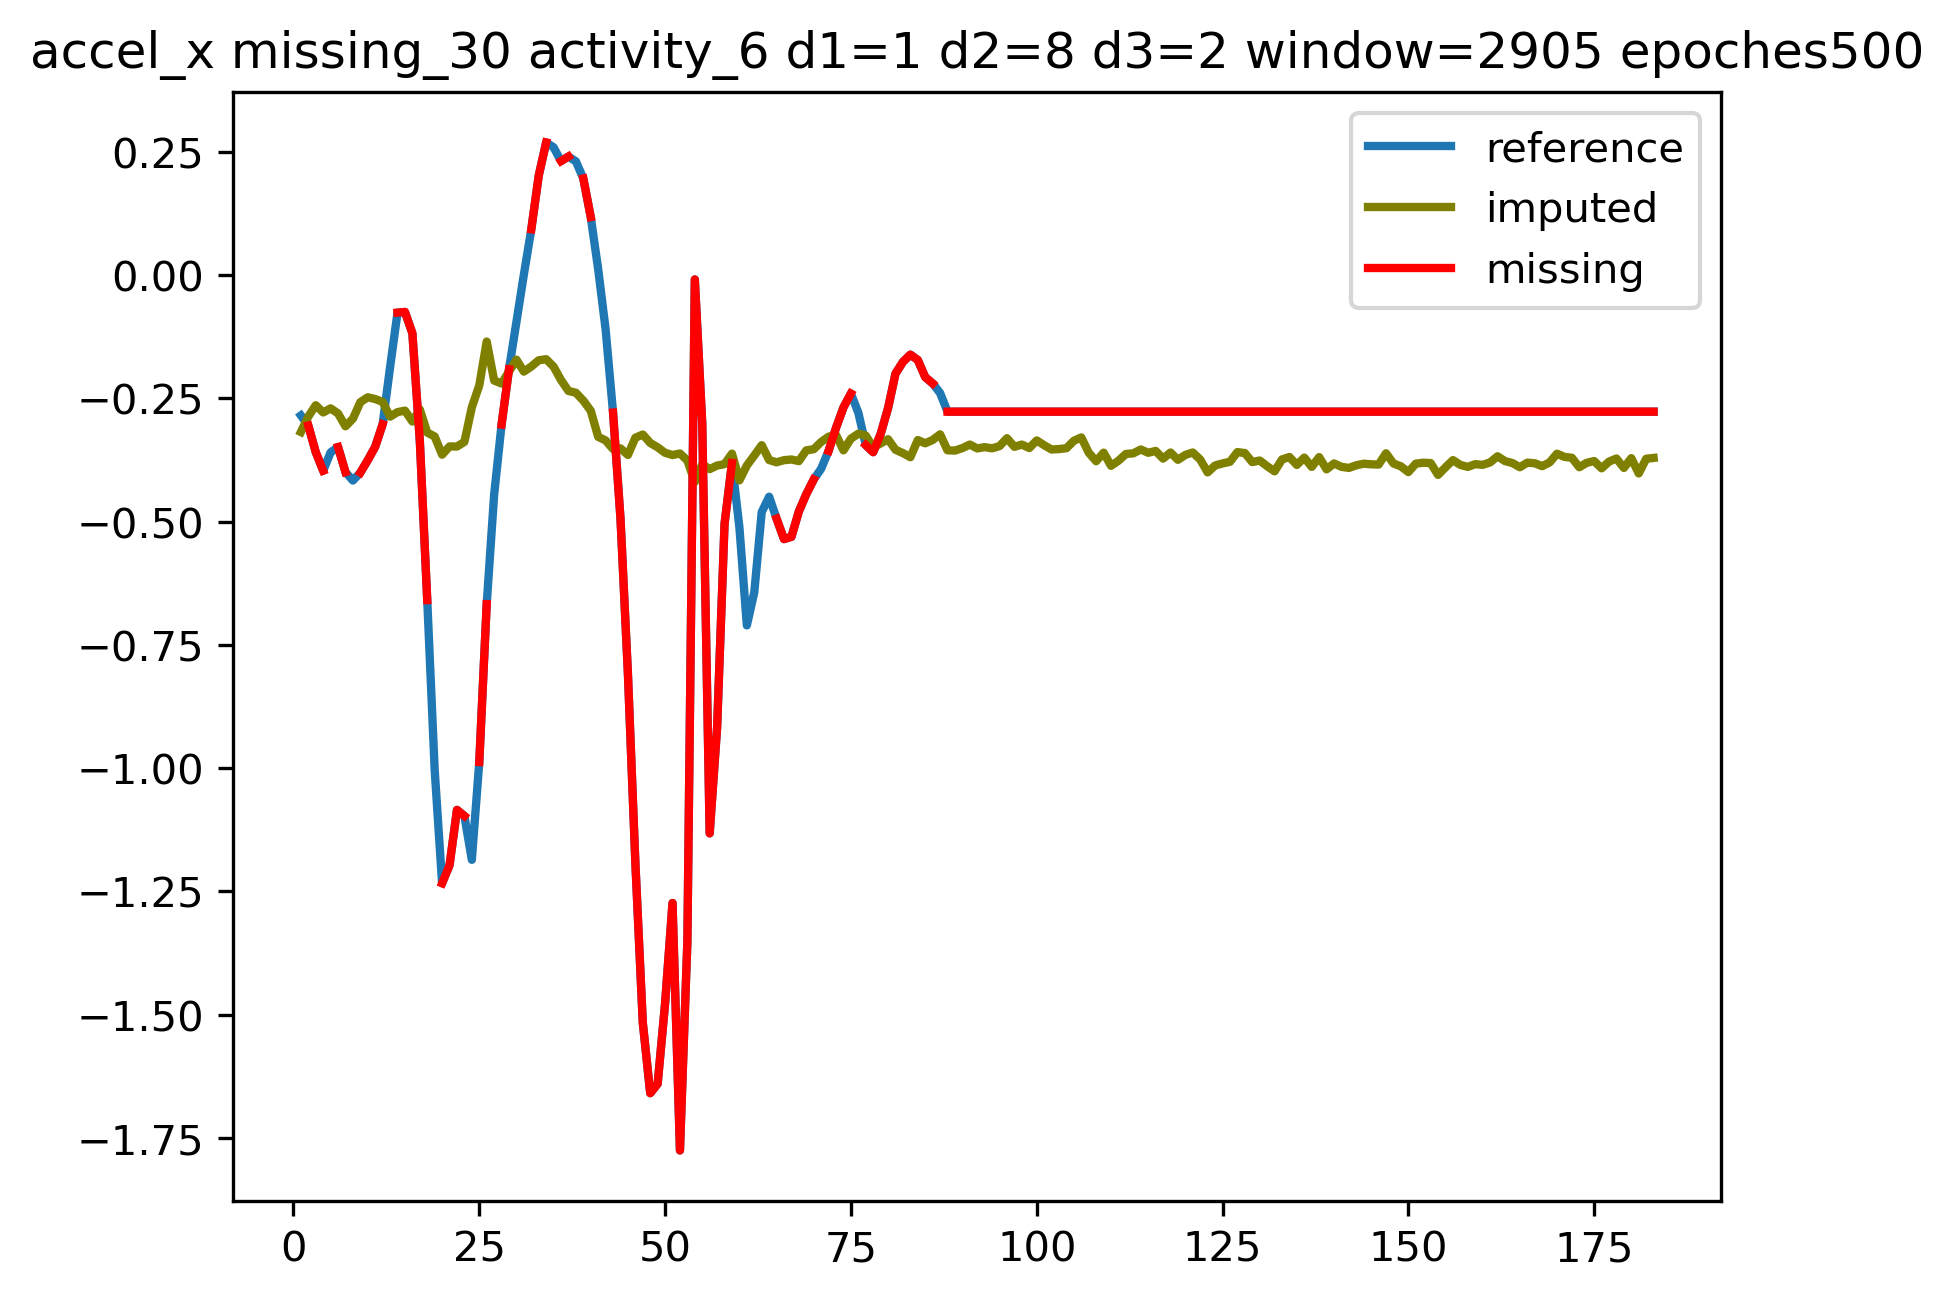 accel_x missing_30 activity_6 d1=1 d2=8 d3=2 window=2905 epoches500
reference
imputed
missing
0.25
0.00
−0.25
−0.50
−0.75
−1.00
−1.25
−1.50
−1.75
0 25 50 75 100 125 150 175